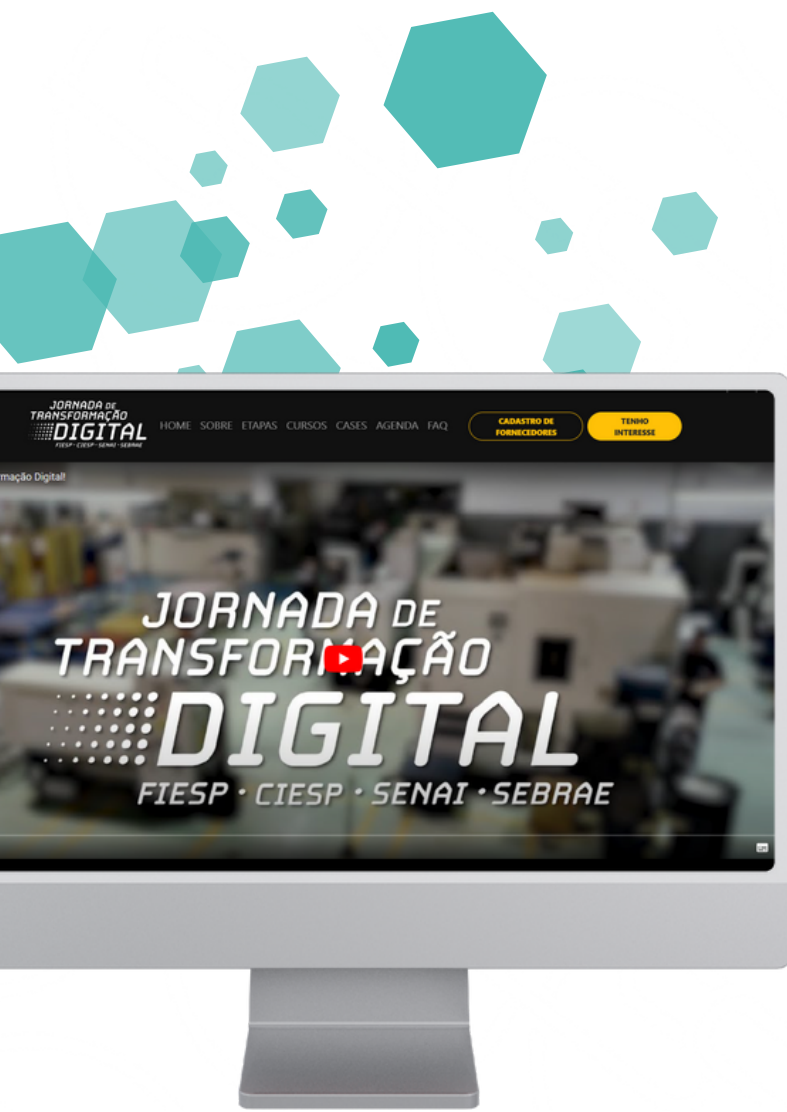 JORNADA DE
TRANSFORMAÇÃO
DIGITAL
FIESP · CIESP · SENAI · SEBRAE
HOME SOBRE ETAPAS CURSOS CASES AGENDA FAQ
CADASTRO DE
FORNECEDORES
TENHO
INTERESSE
rmação Digital!
JORNADA DE
TRANSFORMAÇÃO
DIGITAL
FIESP · CIESP · SENAI · SEBRAE